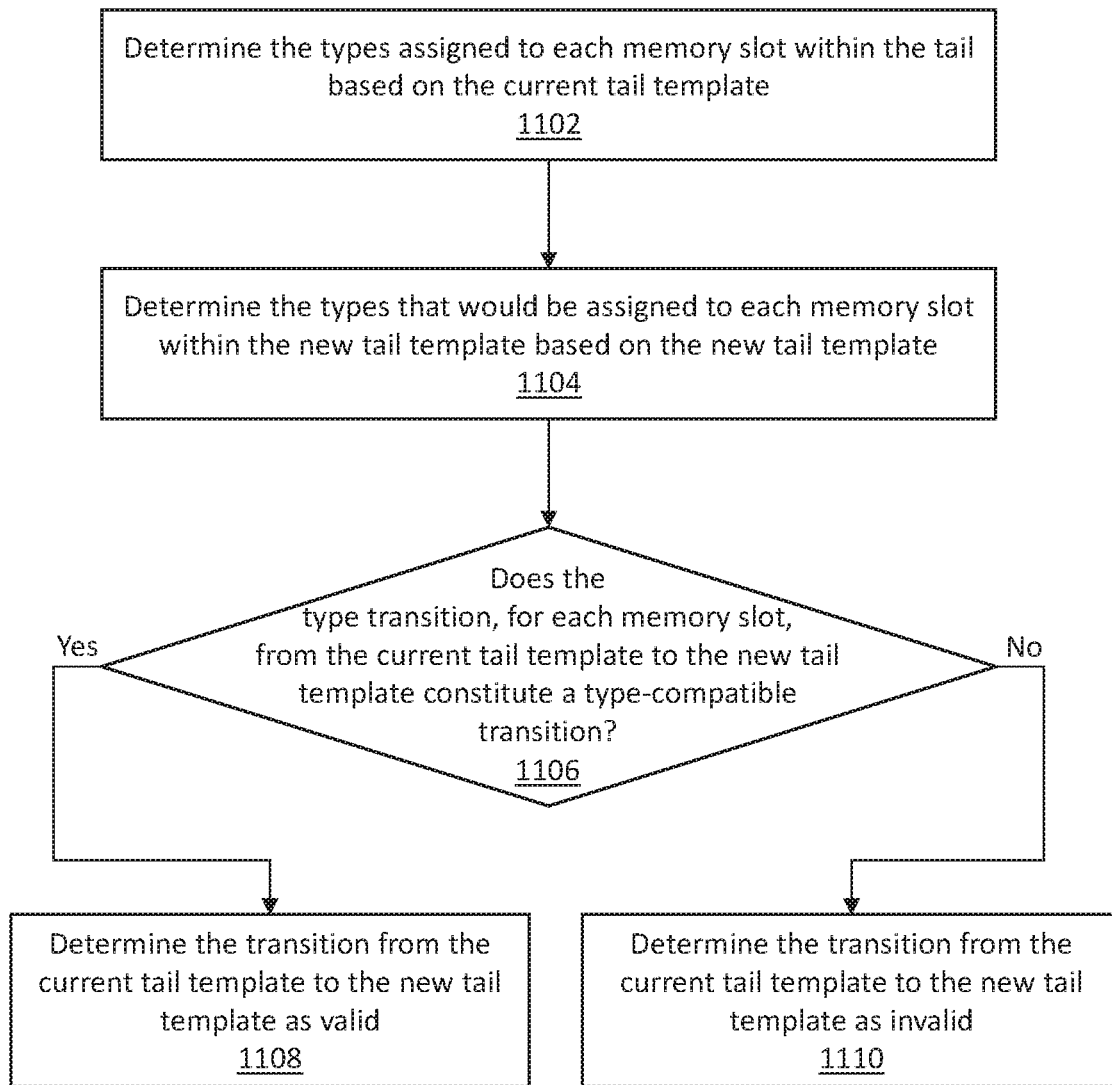 Determine the types assigned to each memory slot within the tail
based on the current tail template
1102
Determine the types that would be assigned to each memory slot
within the new tail template based on the new tail template
1104
Does the
type transition, for each memory slot,
from the current tail template to the new tail
template constitute a type-compatible
transition?
1106
Yes
No
Determine the transition from the
current tail template to the new tail
template as valid
1108
Determine the transition from the
current tail template to the new tail
template as invalid
1110